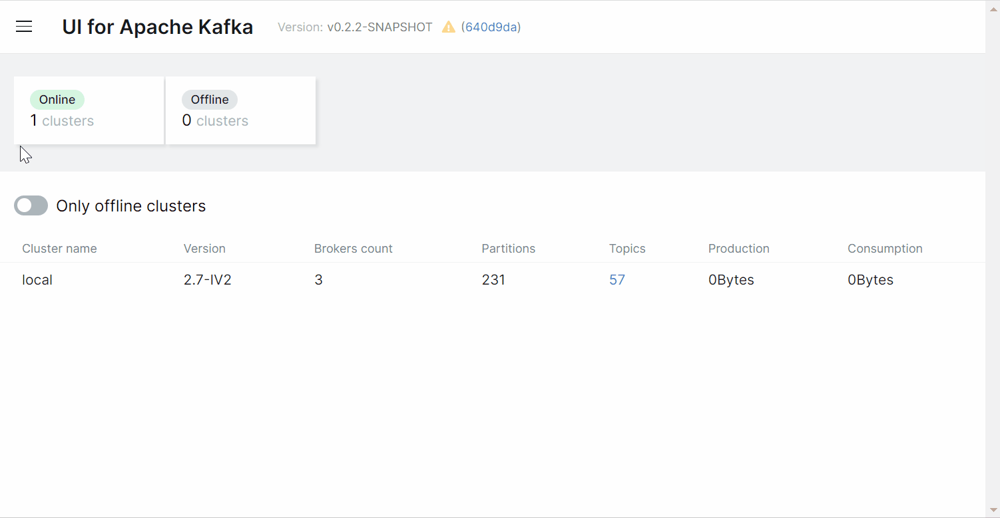 UI for Apache Kafka Version: v0.2.2-SNAPSHOT (640d9da)
Online Offline
1 clusters 0 clusters
Only offline clusters
Cluster name Version Brokers count Partitions Topics Production Consumption
local 2.7-IV2 3 231 57 0Bytes 0Bytes